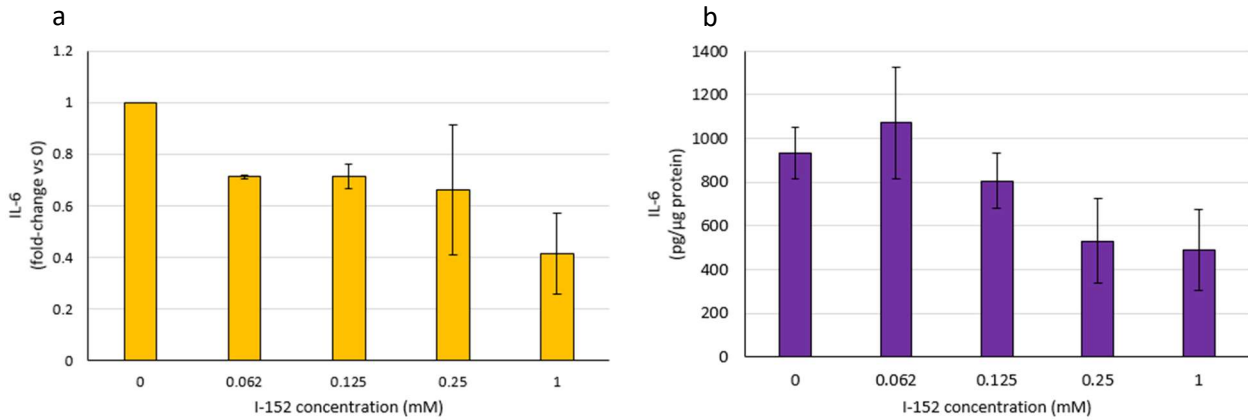 a
IL-6
(fold-change vs 0)
1.2
1
0.8
0.6
0.4
0.2
0
0 0.062 0.125 0.25 1
I-152 concentration (mM)
b
IL-6
(pg/µg protein)
1400
1200
1000
800
600
400
200
0
0 0.062 0.125 0.25 1
I-152 concentration (mM)